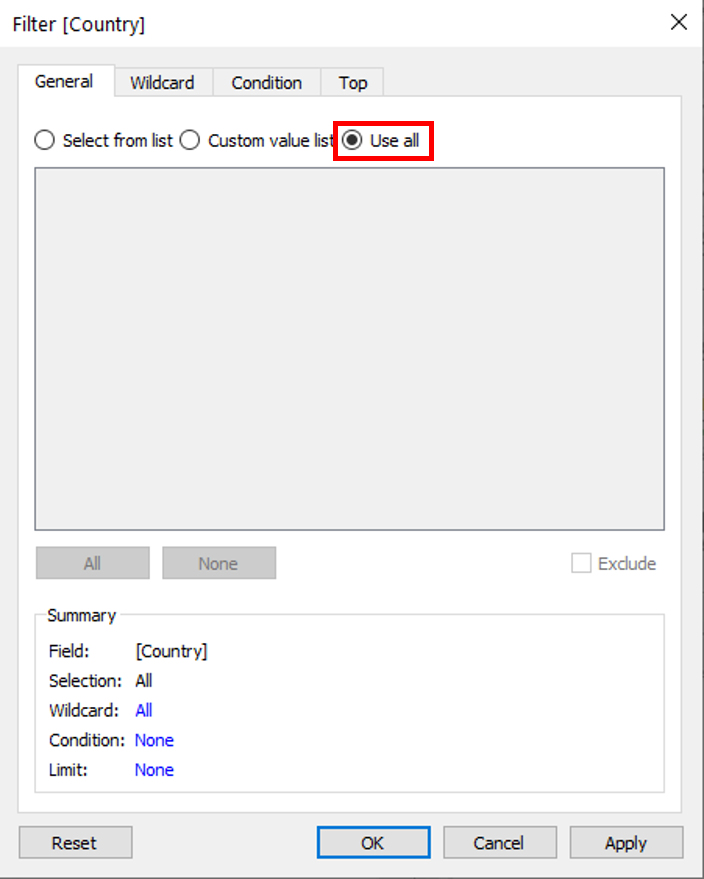 Filter [Country]
General Wildcard Condition Top
Select from list Custom value list Use all
All None Exclude
Summary
Field: [Country]
Selection: All
Wildcard: All
Condition: None
Limit: None
Reset OK Cancel Apply